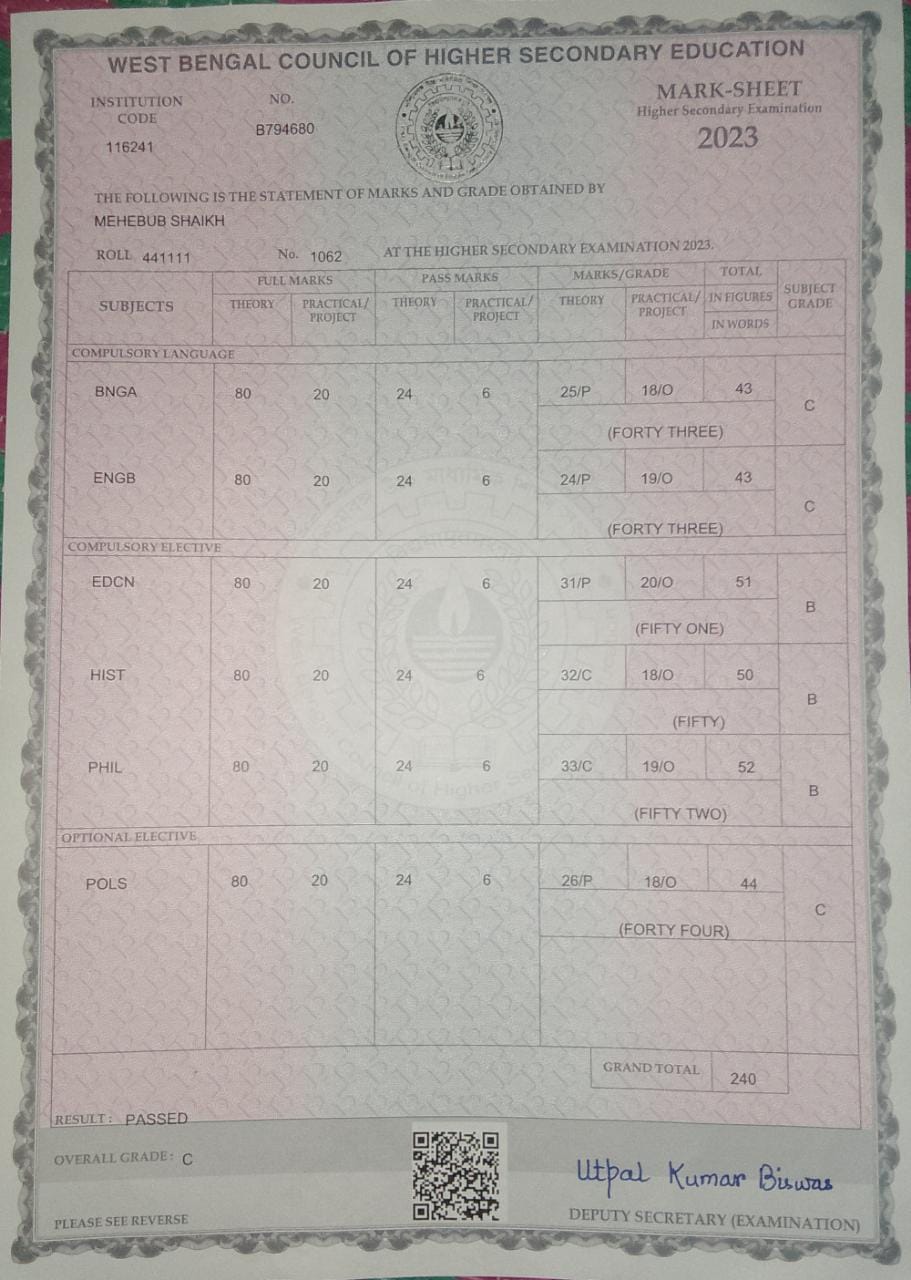 WEST BENGAL COUNCIL OF HIGHER SECONDARY EDUCATION
INSTITUTION CODE
116241
NO.
B794680
MARK-SHEET
Higher Secondary Examination
2023
THE FOLLOWING IS THE STATEMENT OF MARKS AND GRADE OBTAINED BY
MEHEBUB SHAIKH
ROLL 441111 No. 1062 AT THE HIGHER SECONDARY EXAMINATION 2023.
SUBJECTS FULL MARKS PASS MARKS MARKS/GRADE TOTAL SUBJECT GRADE
THEORY PRACTICAL/PROJECT THEORY PRACTICAL/PROJECT THEORY PRACTICAL/PROJECT IN FIGURES
IN WORDS
COMPULSORY LANGUAGE
BNGA 80 20 24 6 25/P 18/O 43 C
(FORTY THREE)
ENGB 80 20 24 6 24/P 19/O 43 C
(FORTY THREE)
COMPULSORY ELECTIVE
EDCN 80 20 24 6 31/P 20/O 51 B
(FIFTY ONE)
HIST 80 20 24 6 32/C 18/O 50 B
(FIFTY)
PHIL 80 20 24 6 33/C 19/O 52 B
(FIFTY TWO)
OPTIONAL ELECTIVE
POLS 80 20 24 6 26/P 18/O 44 C
(FORTY FOUR)
GRAND TOTAL 240
RESULT: PASSED
OVERALL GRADE: C
Utpal Kumar Biswas
PLEASE SEE REVERSE
DEPUTY SECRETARY (EXAMINATION)